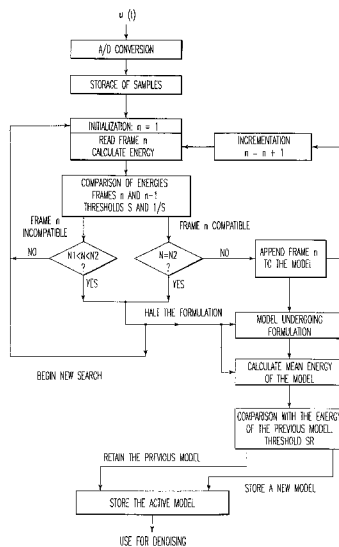 u (t)
A/D CONVERSION
STORAGE OF SAMPLES
INITIALIZATION: n = 1
READ FRAME n
CALCULATE ENERGY
INCREMENTATION
n = n + 1
COMPARISON OF ENERGIES
FRAMES n AND n-1
THRESHOLDS S AND 1/S
FRAME n
INCOMPATIBLE
FRAME n COMPATIBLE
NO
N1<N<N2
?
YES
N=N2
?
YES
NO
APPEND FRAME n
TO THE MODEL
HALT THE FORMULATION
MODEL UNDERGOING
FORMULATION
BEGIN NEW SEARCH
CALCULATE MEAN ENERGY
OF THE MODEL
COMPARISON WITH THE ENERGY
OF THE PREVIOUS MODEL.
THRESHOLD SR
RETAIN THE PREVIOUS MODEL
STORE A NEW MODEL
STORE THE ACTIVE MODEL
USE FOR DENOISING